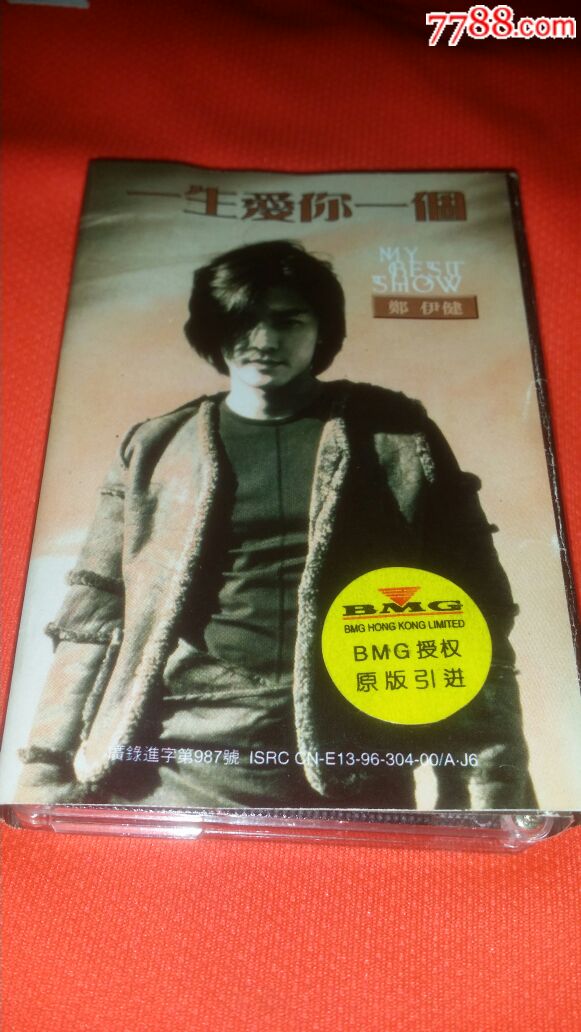 7788.com
一生愛你一個
MY
BEST
SHOW
鄭 伊健
BMG
BMG HONG KONG LIMITED
BMG授权
原版引进
廣錄進字第987號 ISRC CN-E13-96-304-00/A·J6